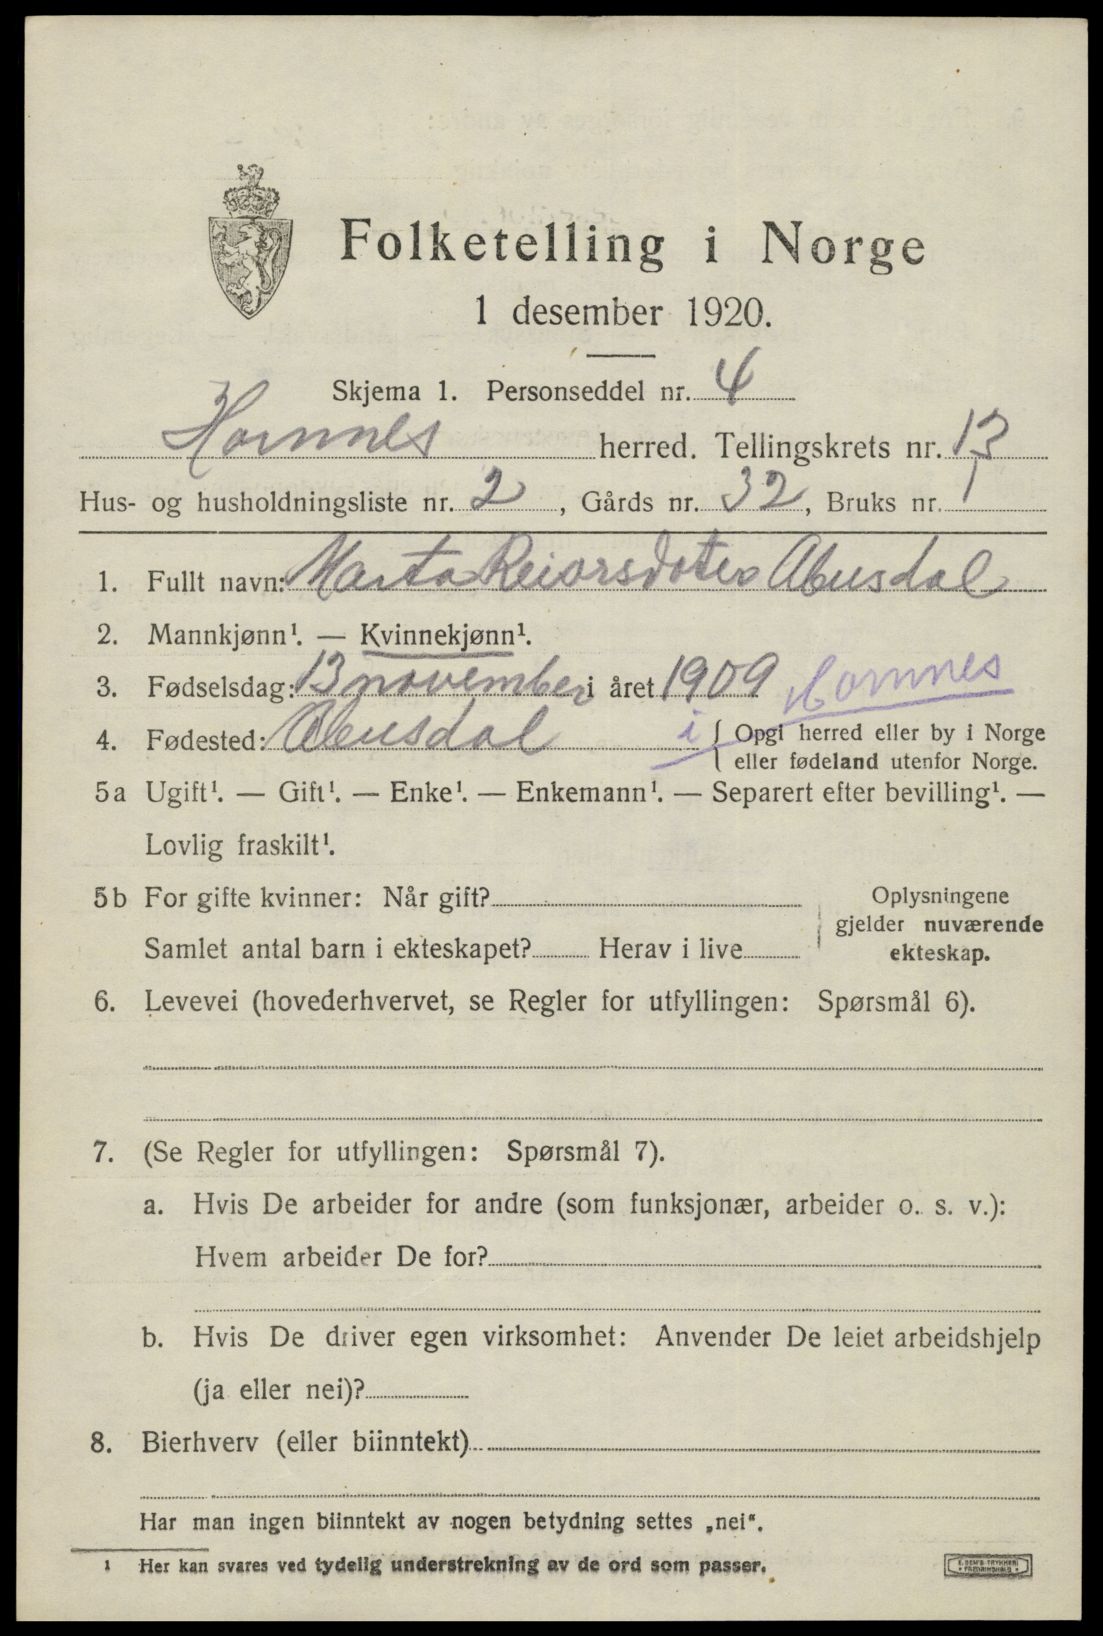 Folketelling i Norge
1 desember 1920.
Skjema 1. Personseddel nr. 4
Hornnes herred. Tellingskrets nr. 13
Hus- og husholdningsliste nr. 2, Gårds nr. 32, Bruks nr. 1
1. Fullt navn: Marta Reiarsdoter Abusdal
2. Mannkjønn¹. — Kvinnekjønn¹.
3. Fødselsdag: 13 november i året 1909 Hornnes
4. Fødested: Abusdal i { Opgi herred eller by i Norge
eller fødeland utenfor Norge.
5a Ugift¹. — Gift¹. — Enke¹. — Enkemann¹. — Separert efter bevilling¹. —
Lovlig fraskilt¹.
5b For gifte kvinner: Når gift? Oplysningene
gjelder nuværende
Samlet antal barn i ekteskapet? Herav i live ekteskap.
6. Levevei (hovederhvervet, se Regler for utfyllingen: Spørsmål 6).
7. (Se Regler for utfyllingen: Spørsmål 7).
a. Hvis De arbeider for andre (som funksjonær, arbeider o. s. v.):
Hvem arbeider De for?
b. Hvis De driver egen virksomhet: Anvender De leiet arbeidshjelp
(ja eller nei)?
8. Bierhverv (eller biinntekt)
Har man ingen biinntekt av nogen betydning settes „nei“.
¹ Her kan svares ved tydelig understrekning av de ord som passer.